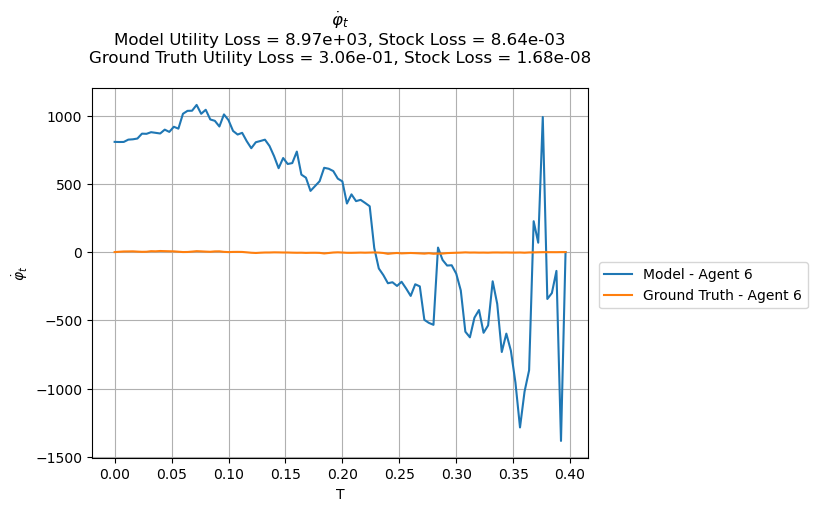 φ̇ₜ
Model Utility Loss = 8.97e+03, Stock Loss = 8.64e-03
Ground Truth Utility Loss = 3.06e-01, Stock Loss = 1.68e-08
1000
500
0
−500
−1000
−1500
φ̇ₜ
0.00 0.05 0.10 0.15 0.20 0.25 0.30 0.35 0.40
T
Model - Agent 6
Ground Truth - Agent 6